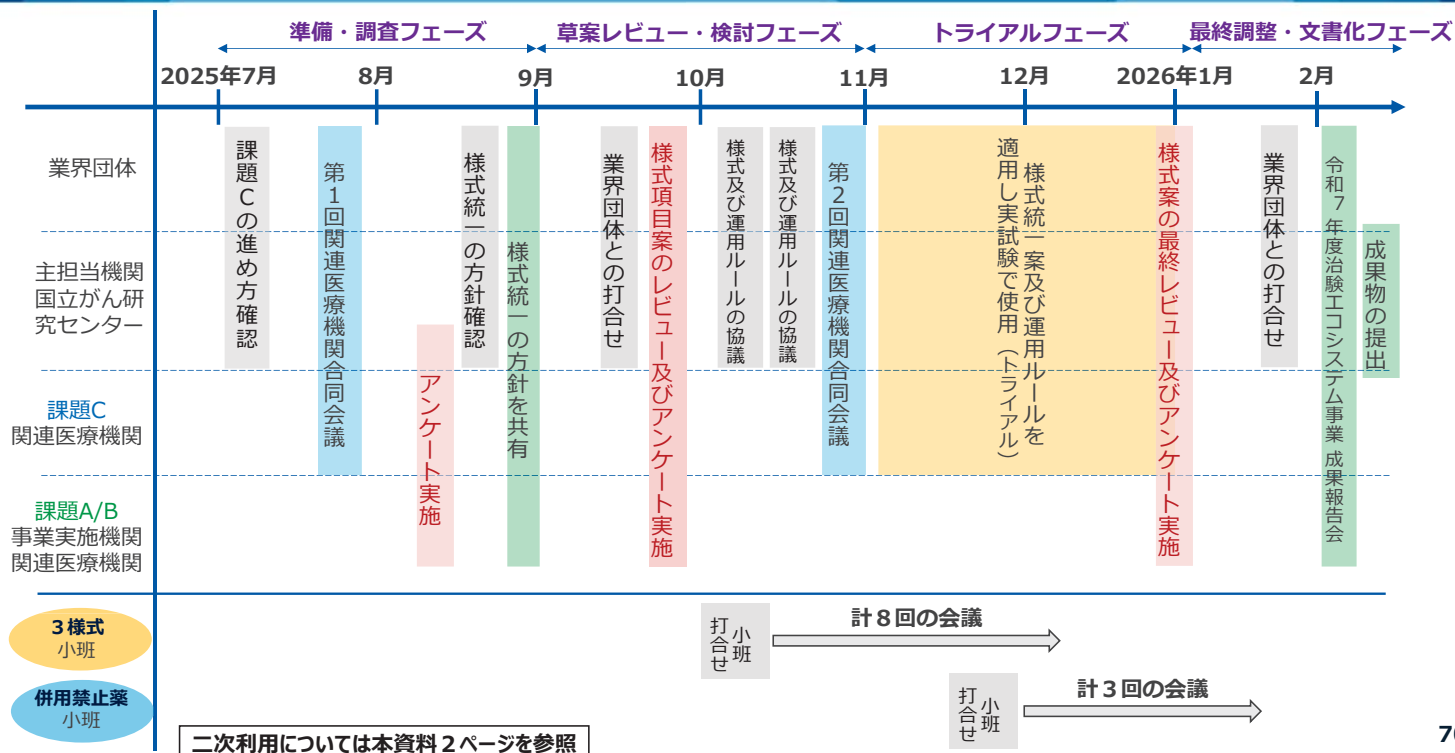 準備・調査フェーズ
草案レビュー・検討フェーズ
トライアルフェーズ
最終調整・文書化フェーズ
2025年7月
8月
9月
10月
11月
12月
2026年1月
2月
業界団体
主担当機関
国立がん研
究センター
課題C
関連医療機関
課題A/B
事業実施機関
関連医療機関
課題Cの進め方確認
第1回関連医療機関合同会議
アンケート実施
様式統一の方針確認
様式統一の方針を共有
業界団体との打合せ
様式項目案のレビュー及びアンケート実施
様式及び運用ルールの協議
様式及び運用ルールの協議
第2回関連医療機関合同会議
様式統一案及び運用ルールを
適用し実試験で使用（トライアル）
様式案の最終レビュー及びアンケート実施
業界団体との打合せ
令和7年度治験エコシステム事業 成果報告会
成果物の提出
3様式
小班
小班
打合せ
計8回の会議
併用禁止薬
小班
小班
打合せ
計3回の会議
二次利用については本資料2ページを参照